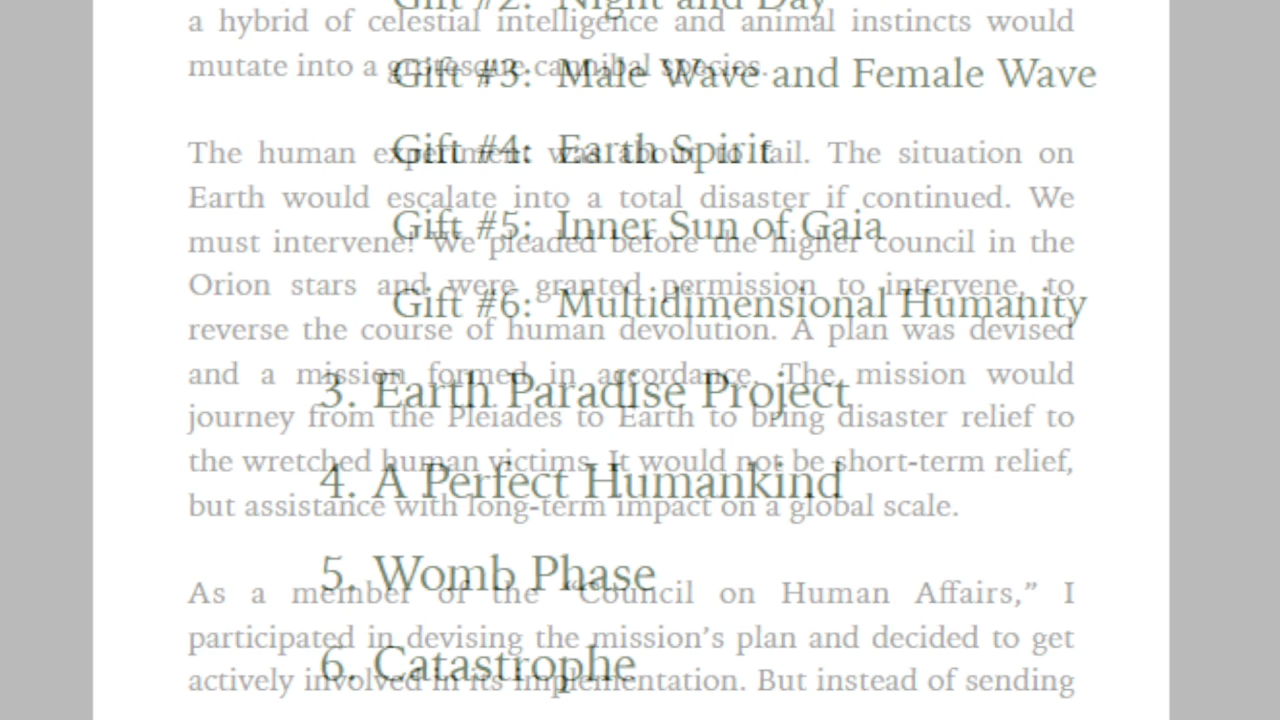 Gift #2: Night and Day
a hybrid of celestial intelligence and animal instincts would
mutate into a grotesque cannibal species.
Gift #3: Male Wave and Female Wave
Gift #4: Earth Spirit
The human experiment was about to fail. The situation on
Earth would escalate into a total disaster if continued. We
Gift #5: Inner Sun of Gaia
must intervene! We pleaded before the higher council in the
Orion stars and were granted permission to intervene, to
Gift #6: Multidimensional Humanity
reverse the course of human devolution. A plan was devised
and a mission formed in accordance. The mission would
3. Earth Paradise Project
journey from the Pleiades to Earth to bring disaster relief to
the wretched human victims. It would not be short-term relief,
4. A Perfect Humankind
but assistance with long-term impact on a global scale.
5. Womb Phase
As a member of the “Council on Human Affairs,” I
participated in devising the mission’s plan and decided to get
6. Catastrophe
actively involved in its implementation. But instead of sending